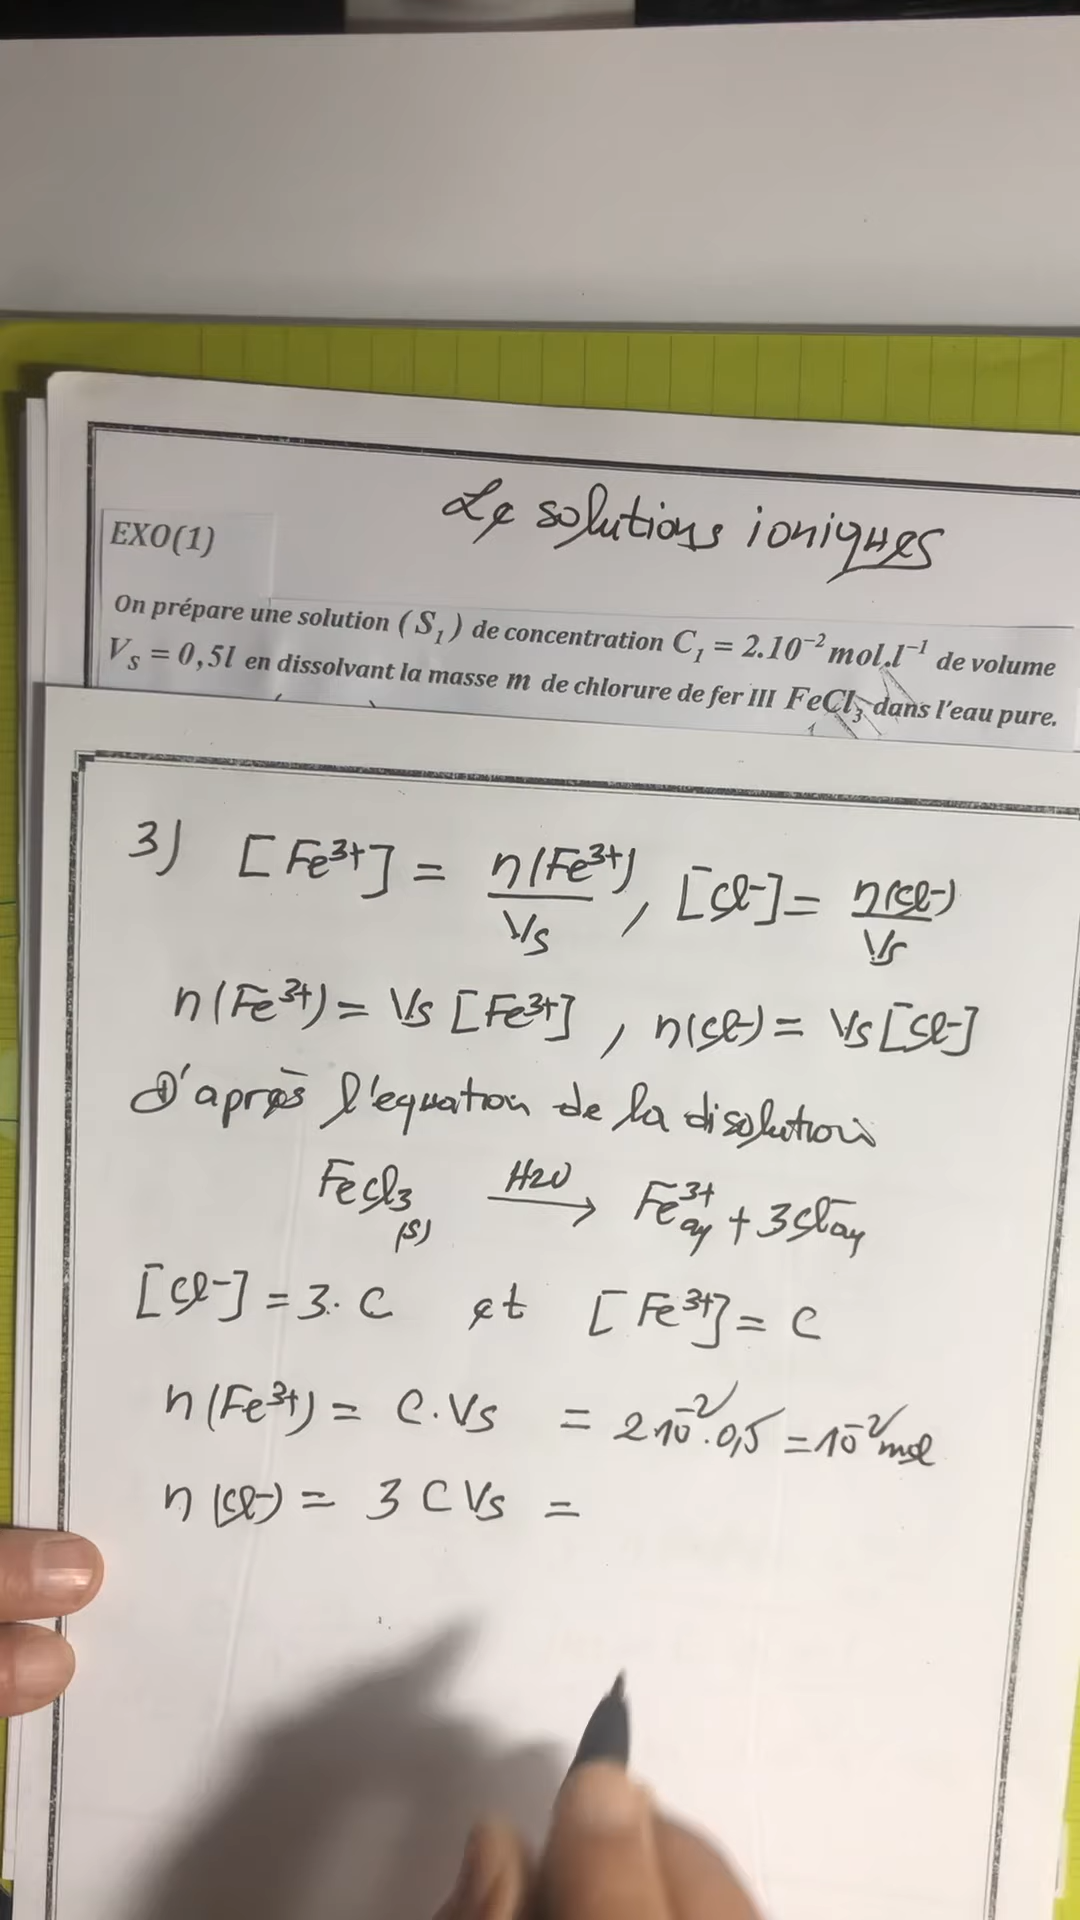 Les solutions ioniques
EXO(1)
On prépare une solution (S₁) de concentration C₁ = 2.10⁻² mol.l⁻¹ de volume
Vₛ = 0,5l en dissolvant la masse m de chlorure de fer III FeCl₃ dans l'eau pure.
3) [Fe³⁺] = n(Fe³⁺)/Vs , [Cl⁻] = n(Cl⁻)/Vs
n(Fe³⁺) = Vs [Fe³⁺] , n(Cl⁻) = Vs [Cl⁻]
D'après l'equation de la disolution
FeCl₃(s) —H₂O→ Fe³⁺aq + 3Cl⁻aq
[Cl⁻] = 3. C et [Fe³⁺] = C
n(Fe³⁺) = C.Vs = 2.10⁻².0,5 = 10⁻² mol
n(Cl⁻) = 3 C Vs =